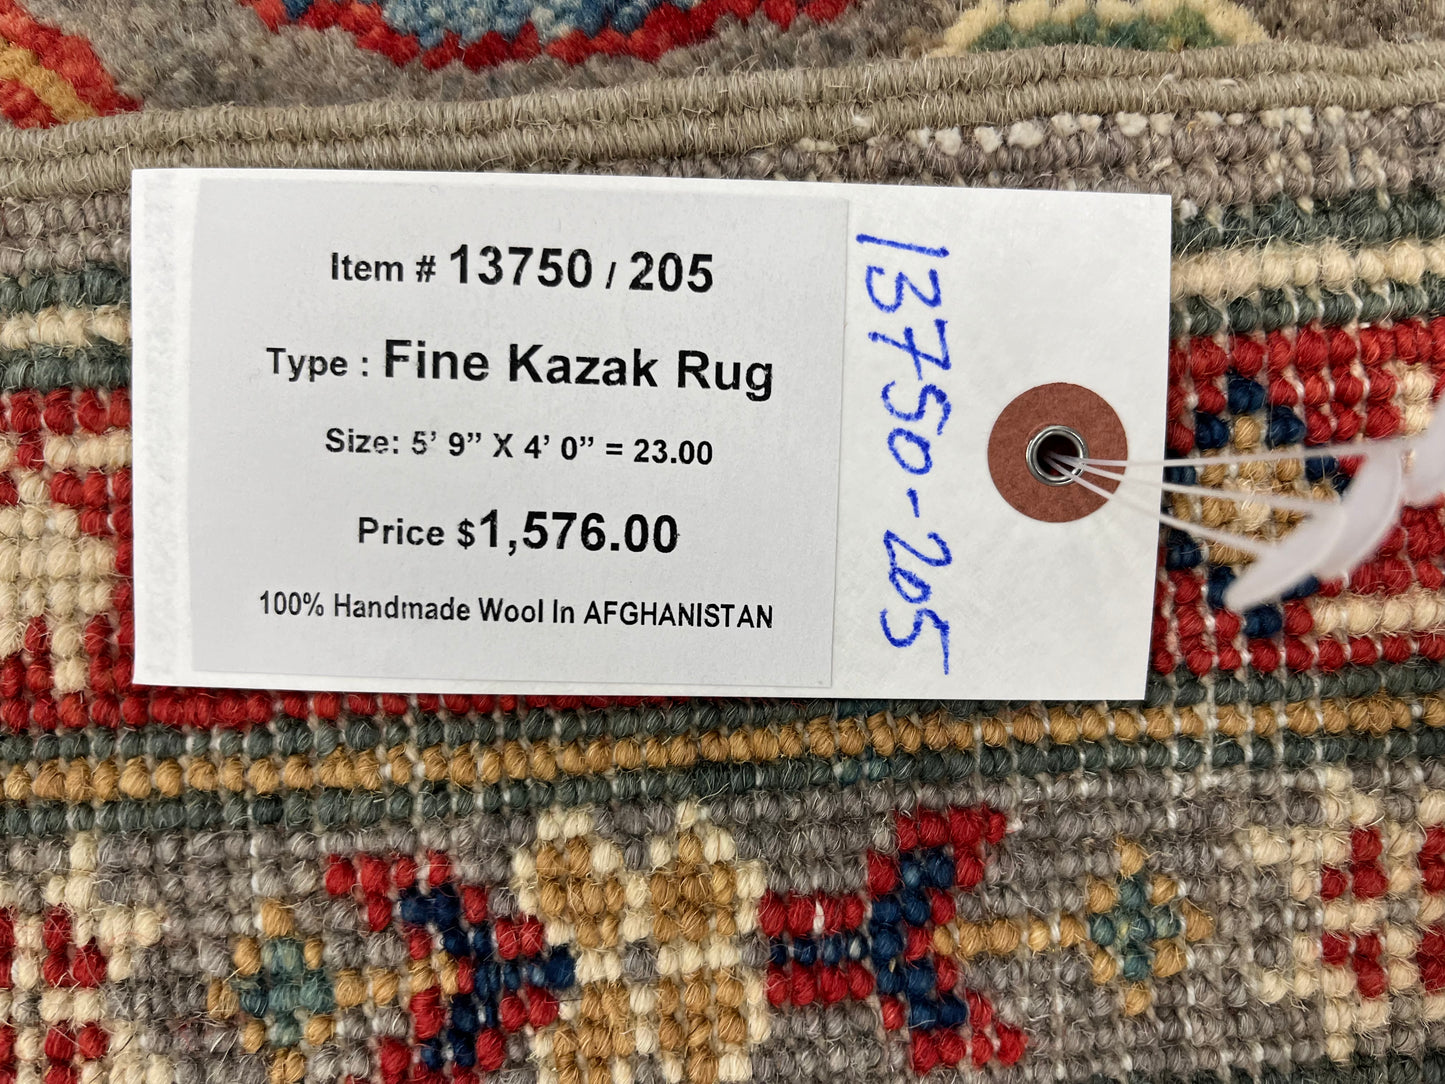 Item # 13750 / 205
Type : Fine Kazak Rug
Size: 5’ 9” X 4’ 0” = 23.00
Price $1,576.00
100% Handmade Wool In AFGHANISTAN
13750-205